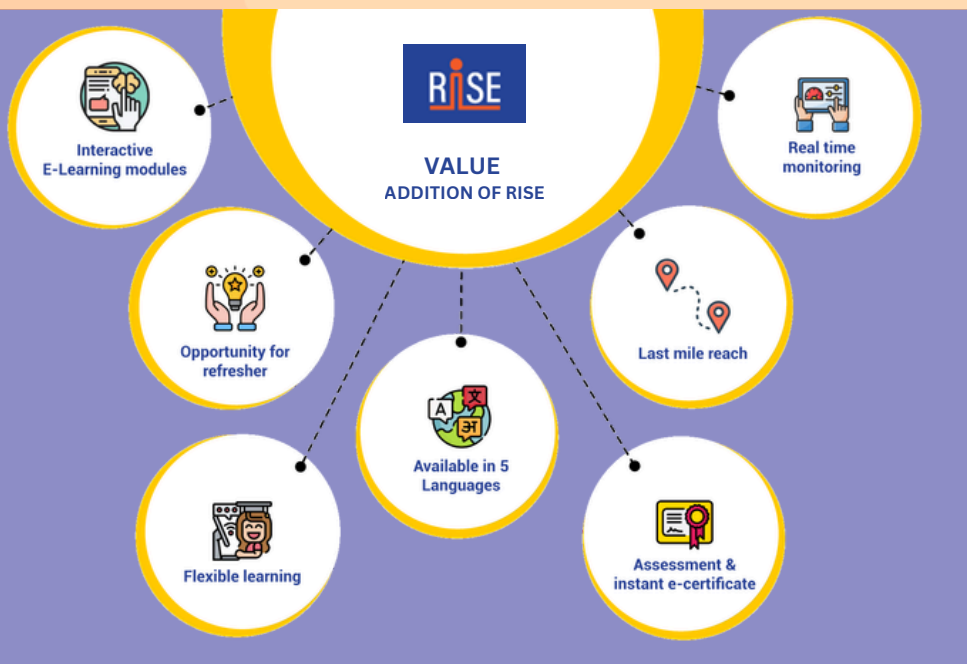 RiSE
VALUE
ADDITION OF RISE
Interactive
E-Learning modules
Real time
monitoring
Opportunity for
refresher
Last mile reach
A
文
अ
Available in 5
Languages
Flexible learning
Assessment &
instant e-certificate